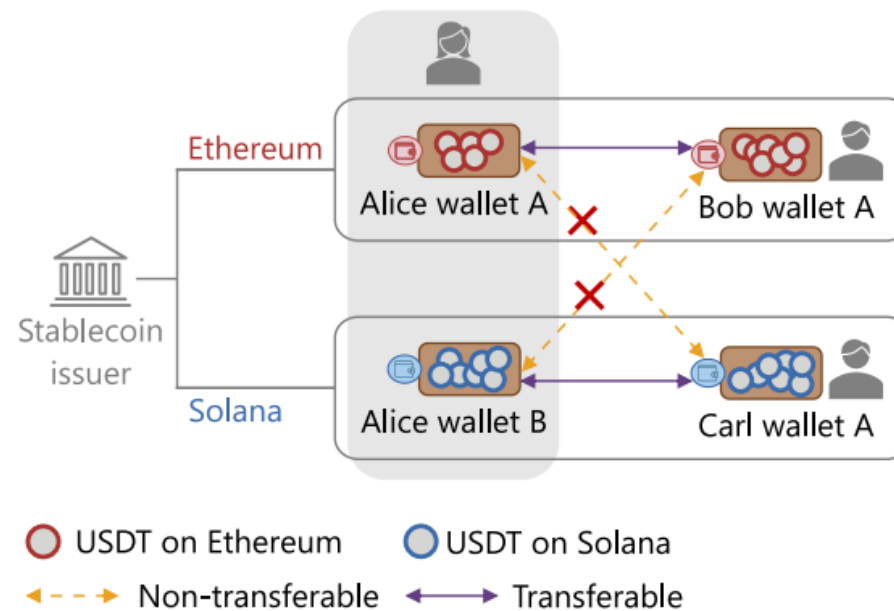 Ethereum
Alice wallet A
Bob wallet A
Stablecoin
issuer
Solana
Alice wallet B
Carl wallet A
USDT on Ethereum
USDT on Solana
Non-transferable
Transferable